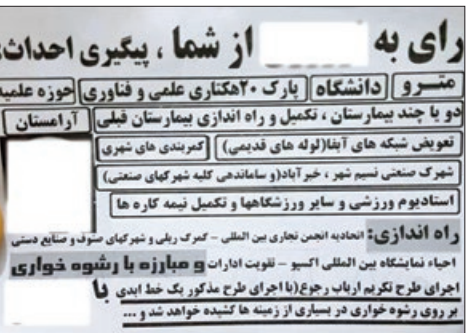 رای به از شما ، پیگیری احداث:
مترو دانشگاه پارک ۲۰هکتاری علمی و فناوری حوزه علمیه
دو یا چند بیمارستان ، تکمیل و راه اندازی بیمارستان قبلی آرامستان
تعویض شبکه های آبفا(لوله های قدیمی) کمربندی های شهری
شهرک صنعتی نسیم شهر ، خیرآباد(و ساماندهی کلیه شهرکهای صنعتی)
استادیوم ورزشی و سایر ورزشگاهها و تکمیل نیمه کاره ها
راه اندازی: اتحادیه انجمن تجاری بین المللی - گمرک ریلی و شهرکهای صنوف و صنایع دستی
احیاء نمایشگاه بین المللی اکسپو - تقویت ادارات و مبارزه با رشوه خواری
اجرای طرح تکریم ارباب رجوع(با اجرای طرح مذکور یک خط ابدی با
بر روی رشوه خواری در بسیاری از زمینه ها کشیده خواهد شد و ...